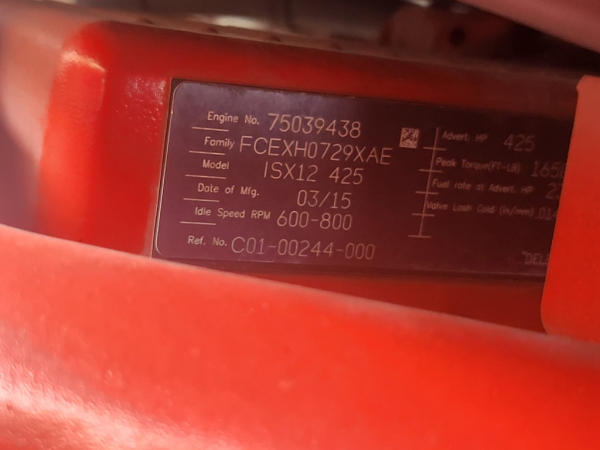 Engine No. 75039438
Family FCEXH0729XAE
Model ISX12 425
Date of Mfg. 03/15
Idle Speed RPM 600-800
Ref. No. C01-00244-000
Advert. HP 425
Peak Torque(FT-LB) 1650
Fuel rate at Advert. HP
Valve Lash Cold (in/mm) .014